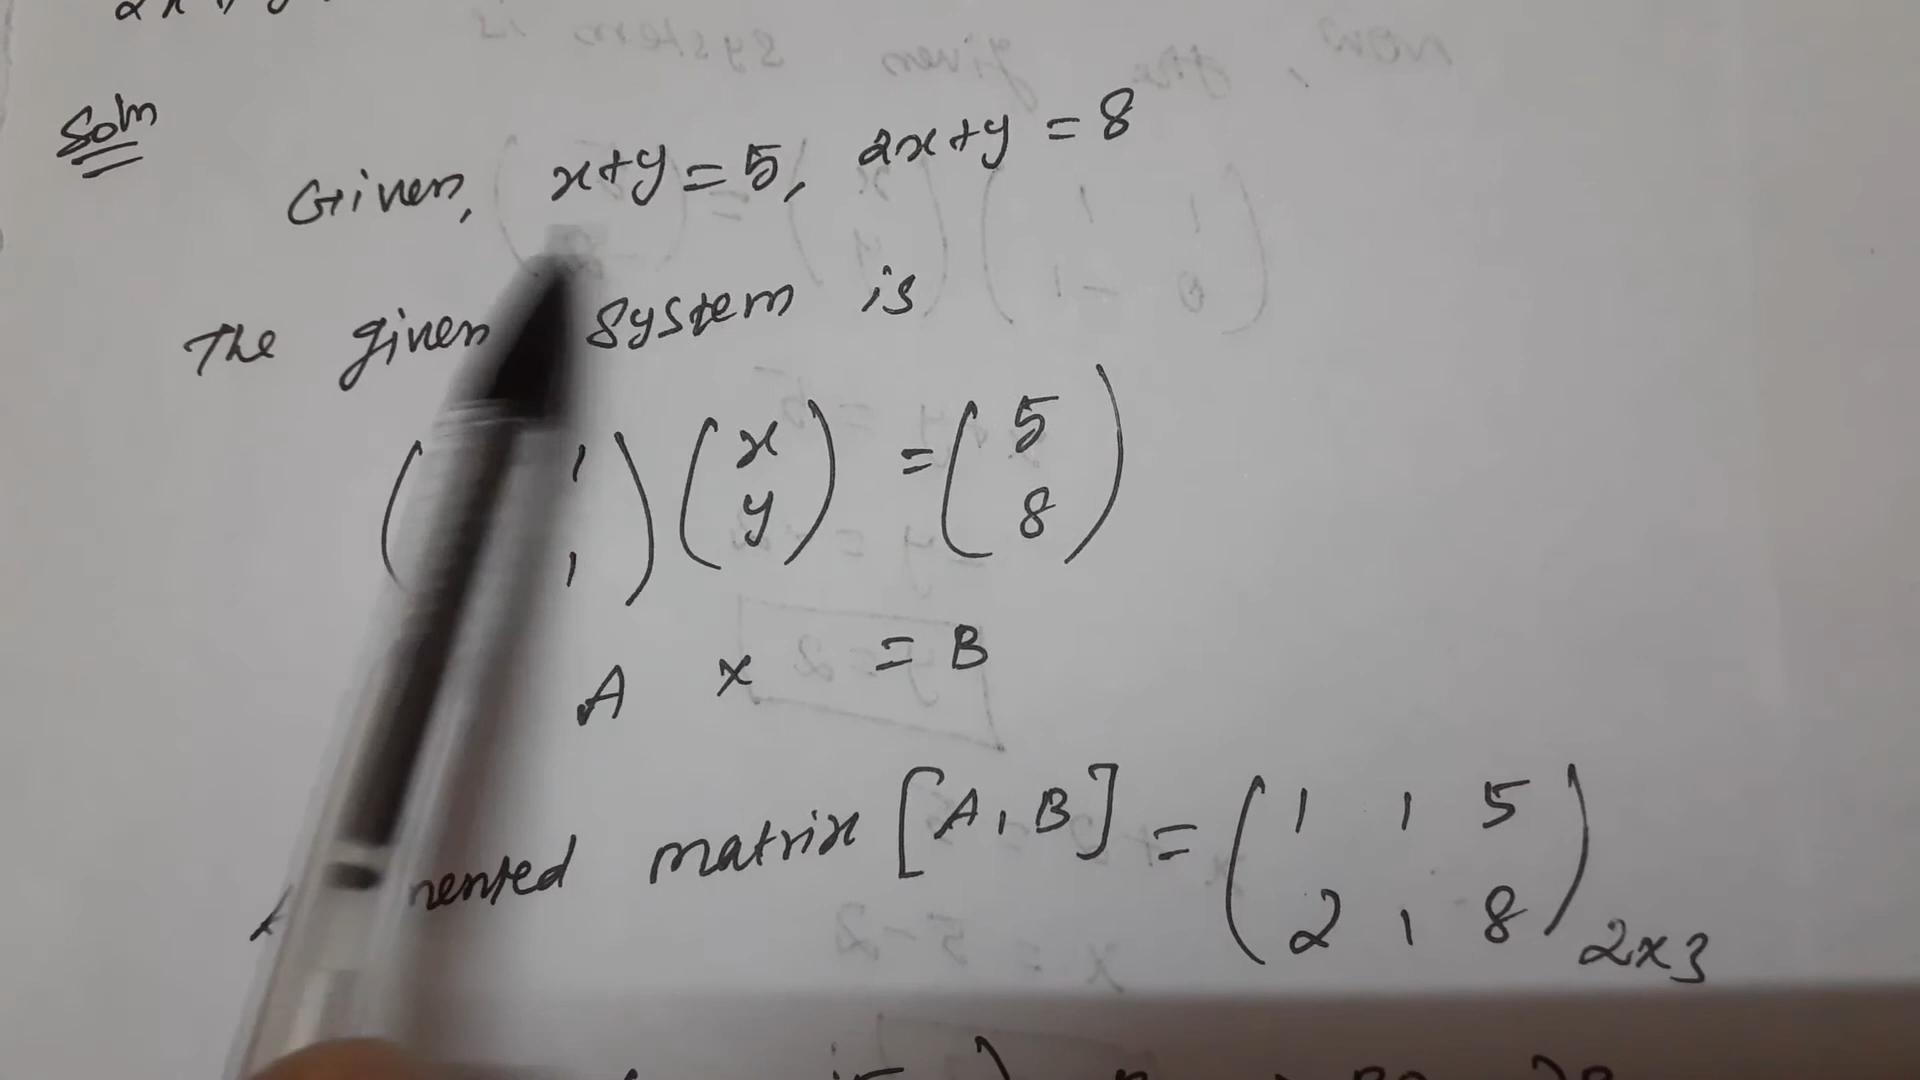 Soln
Given, x+y=5, 2x+y=8
The given system is
( 1
1 ) ( x
y ) = ( 5
8 )
A x = B
mented matrix [A, B] = ( 1 1 5
2 1 8 ) 2x3